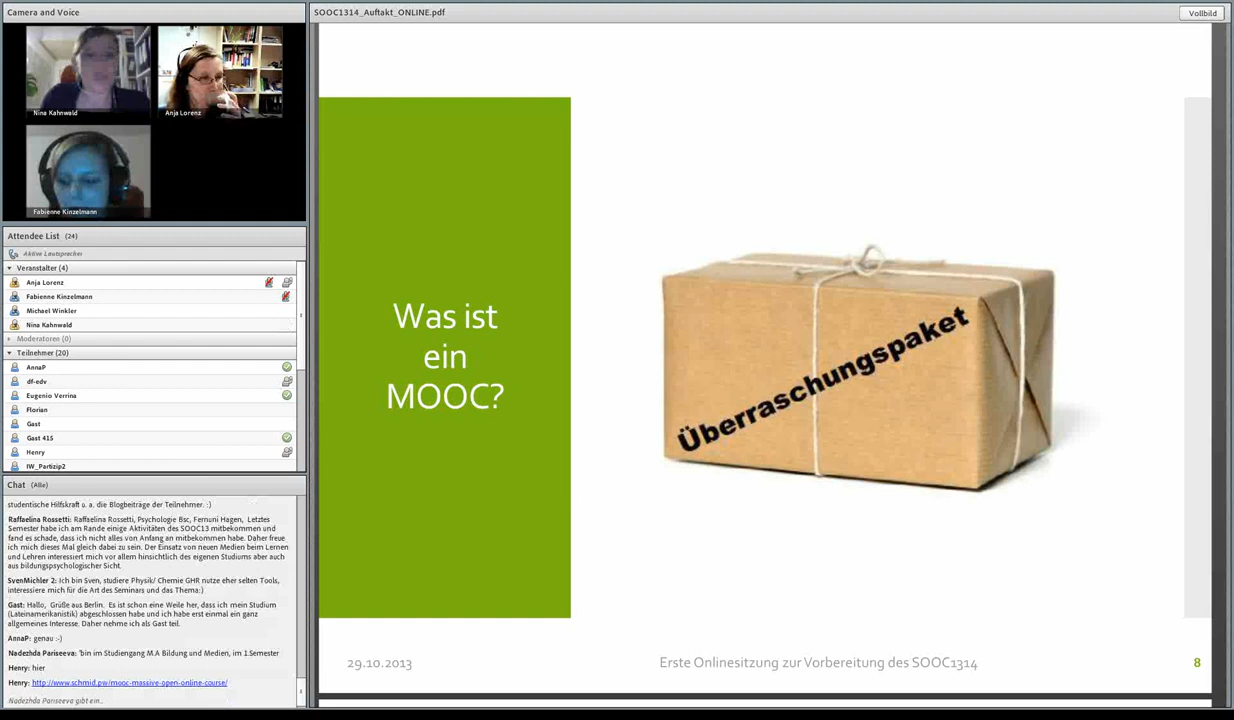 Camera and Voice
Nina Kahnwald
Anja Lorenz
Fabienne Kinzelmann
Attendee List (24)
Aktive Lautsprecher
Veranstalter (4)
Anja Lorenz
Fabienne Kinzelmann
Michael Winkler
Nina Kahnwald
Moderatoren (0)
Teilnehmer (20)
AnnaP
df-edv
Eugenio Verrina
Florian
Gast
Gast 415
Henry
IW_Partizip2
Chat (Alle)
studentische Hilfskraft u. a. die Blogbeiträge der Teilnehmer. :)
Raffaelina Rossetti: Raffaelina Rossetti, Psychologie Bsc, Fernuni Hagen, Letztes
Semester habe ich am Rande einige Aktivitäten des SOOC13 mitbekommen und
fand es schade, dass ich nicht alles von Anfang an mitbekommen habe. Daher freue
ich mich dieses Mal gleich dabei zu sein. Der Einsatz von neuen Medien beim Lernen
und Lehren interessiert mich vor allem hinsichtlich des eigenen Studiums aber auch
aus bildungspsychologischer Sicht.
SvenMichler 2: Ich bin Sven, studiere Physik/ Chemie GHR nutze eher selten Tools,
interessiere mich für die Art des Seminars und das Thema:)
Gast: Hallo, Grüße aus Berlin. Es ist schon eine Weile her, dass ich mein Studium
(Lateinamerikanistik) abgeschlossen habe und ich habe erst einmal ein ganz
allgemeines Interesse. Daher nehme ich als Gast teil.
AnnaP: genau :-)
Nadezhda Pariseeva: 'bin im Studiengang M.A Bildung und Medien, im 1.Semester
Henry: hier
Henry: http://www.schmid.pw/mooc-massive-open-online-course/
Nadezhda Pariseeva gibt ein..
SOOC1314_Auftakt_ONLINE.pdf
Vollbild
Was ist
ein
MOOC?
Überraschungspaket
29.10.2013
Erste Onlinesitzung zur Vorbereitung des SOOC1314
8